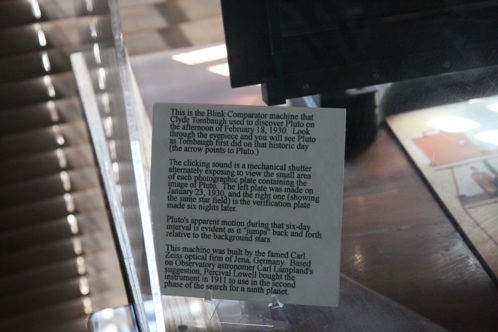 This is the Blink Comparator machine that
Clyde Tombaugh used to discover Pluto on
the afternoon of February 18, 1930. Look
through the eyepiece and you will see Pluto
as Tombaugh first did on that historic day
(the arrow points to Pluto.)
The clicking sound is a mechanical shutter
alternately exposing to view the small area
of each photographic plate containing the
image of Pluto. The left plate was made on
January 23, 1930, and the right one (showing
the same star field) is the verification plate
made six nights later.
Pluto's apparent motion during that six-day
interval is evident as it "jumps" back and forth
relative to the background stars.
This machine was built by the famed Carl
Zeiss optical firm of Jena, Germany. Based
on Observatory astronomer Carl Lampland's
suggestion, Percival Lowell bought the
instrument in 1911 to use in the second
phase of the search for a ninth planet.